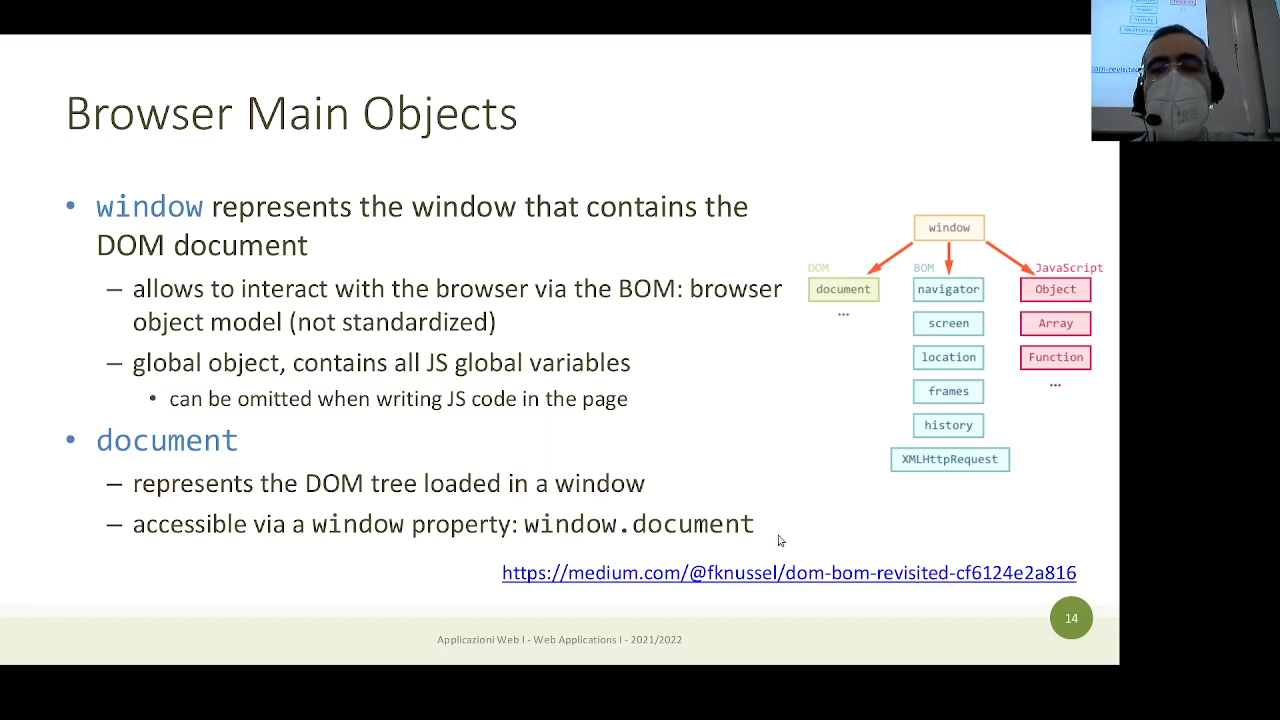 Browser Main Objects
• window represents the window that contains the
DOM document
– allows to interact with the browser via the BOM: browser
object model (not standardized)
– global object, contains all JS global variables
• can be omitted when writing JS code in the page
• document
– represents the DOM tree loaded in a window
– accessible via a window property: window.document
window
DOM
document
...
BOM
navigator
screen
location
frames
history
XMLHttpRequest
JavaScript
Object
Array
Function
...
https://medium.com/@fknussel/dom-bom-revisited-cf6124e2a816
14
Applicazioni Web I - Web Applications I - 2021/2022